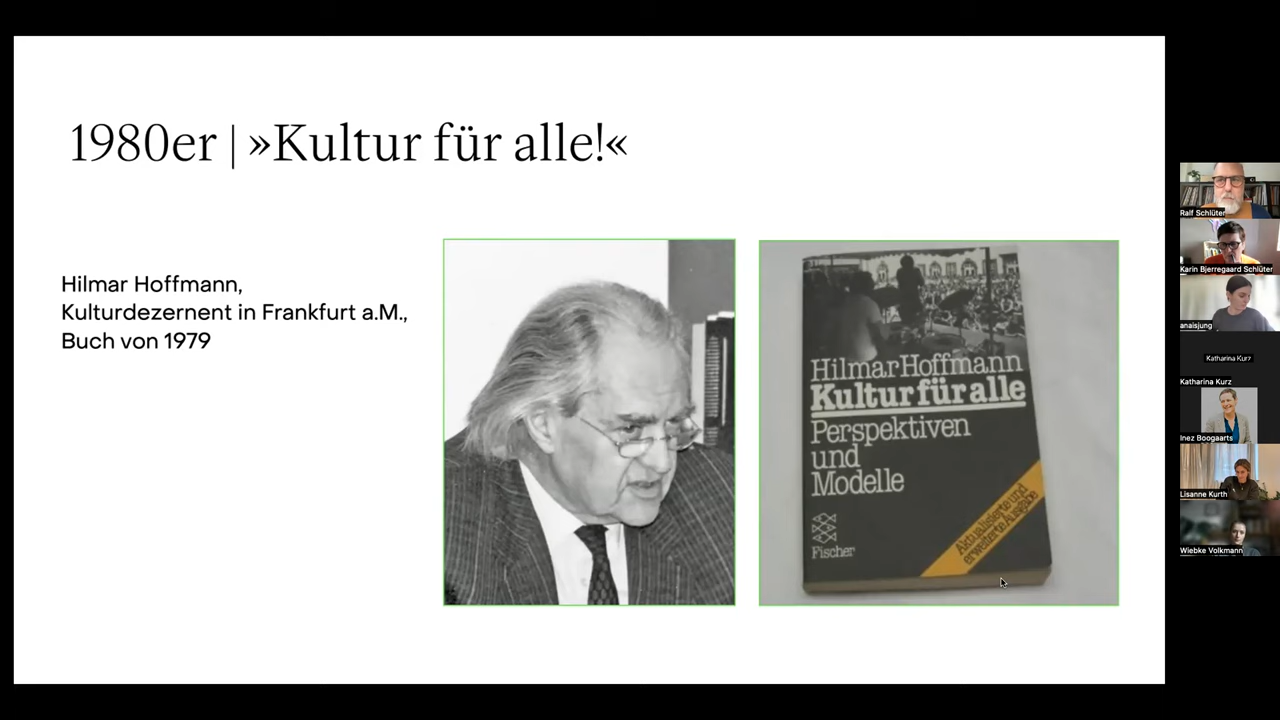 1980er | »Kultur für alle!«
Hilmar Hoffmann,
Kulturdezernent in Frankfurt a.M.,
Buch von 1979
Hilmar Hoffmann
Kultur für alle
Perspektiven
und
Modelle
Aktualisierte und
erweiterte Ausgabe
Fischer
Ralf Schlüter
Karin Bjerregaard Schlüter
anaisjung
Katharina Kurz
Katharina Kurz
Inez Boogaarts
Lisanne Kurth
Wiebke Volkmann